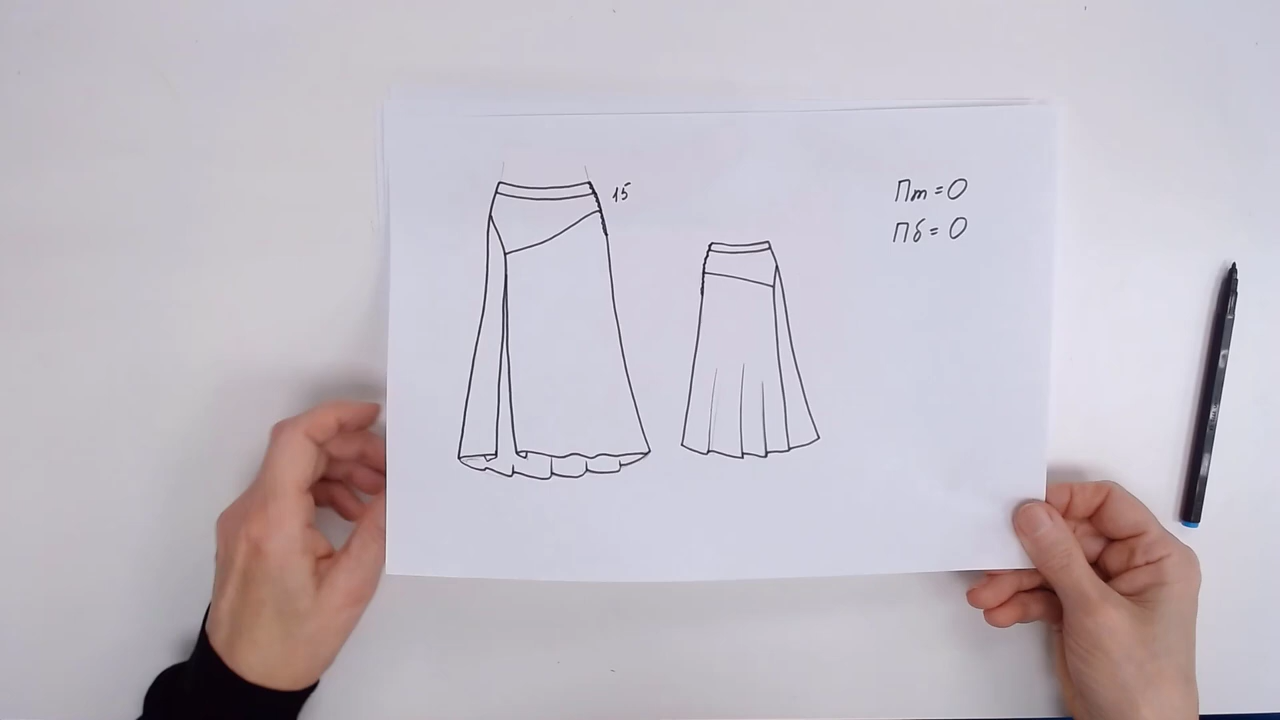 15
Пт = 0
Пб = 0